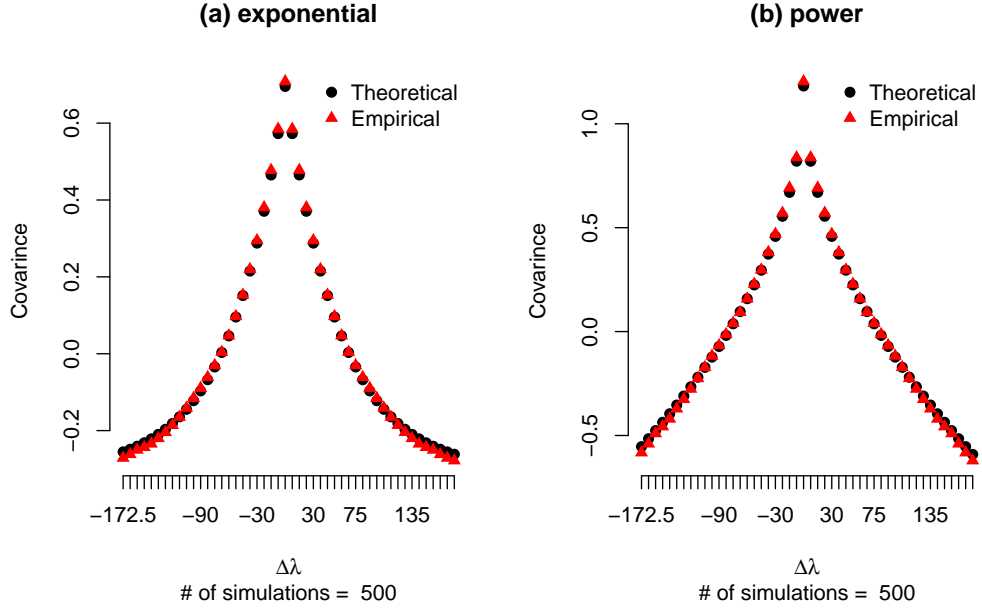 (a) exponential
Theoretical
Empirical
Covarince
0.6
0.4
0.2
0.0
−0.2
−172.5 −90 −30 30 75 135
Δλ
# of simulations = 500
(b) power
Theoretical
Empirical
Covarince
1.0
0.5
0.0
−0.5
−172.5 −90 −30 30 75 135
Δλ
# of simulations = 500